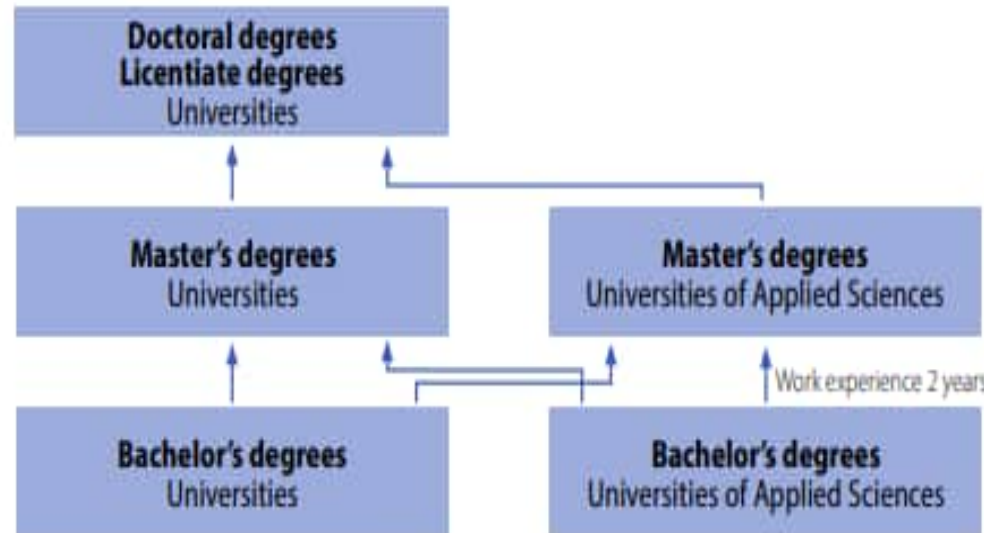 Doctoral degrees
Licentiate degrees
Universities
Master's degrees
Universities
Master's degrees
Universities of Applied Sciences
Work experience 2 years
Bachelor's degrees
Universities
Bachelor's degrees
Universities of Applied Sciences